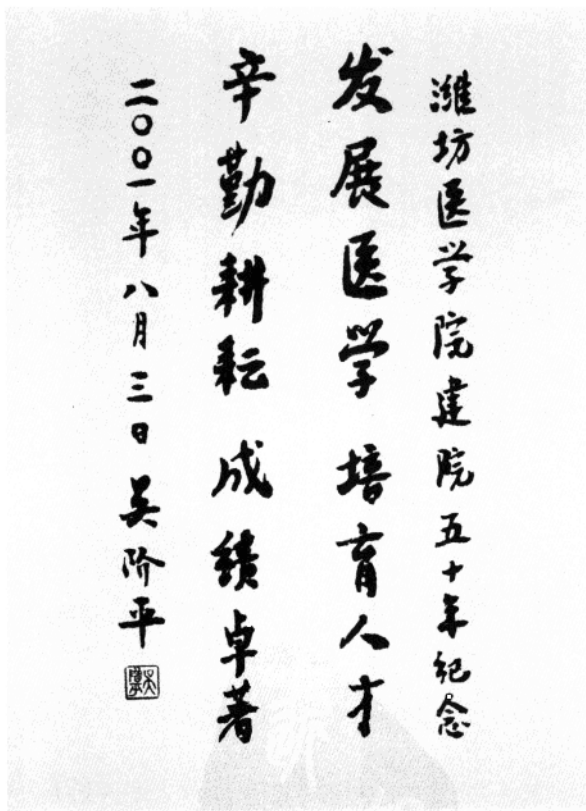 潍坊医学院建院五十年纪念
发展医学 培育人才
辛勤耕耘 成绩卓著
二〇〇一年八月三日 吴阶平